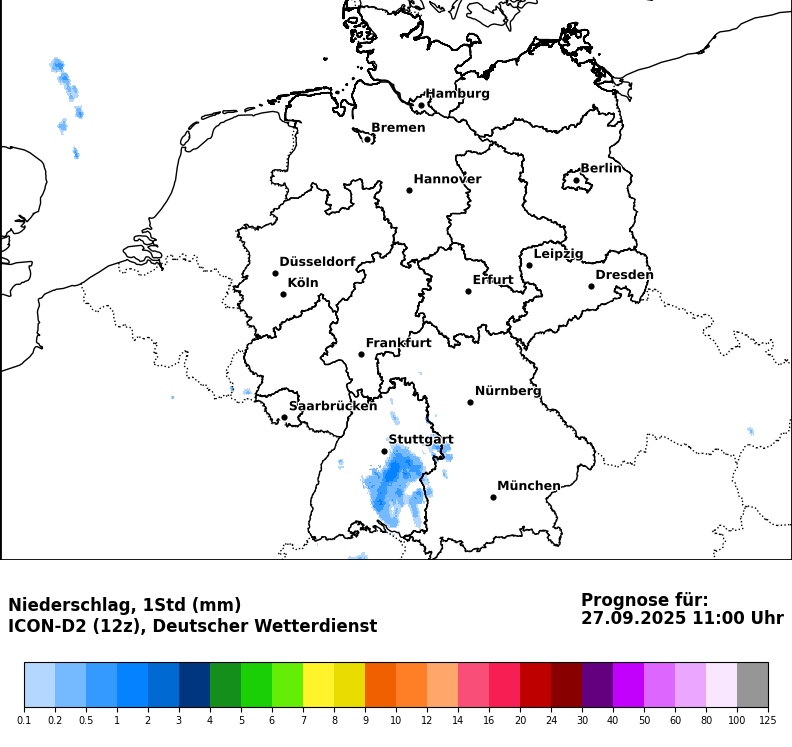 Hamburg
Bremen
Berlin
Hannover
Leipzig
Düsseldorf
Dresden
Köln
Erfurt
Frankfurt
Nürnberg
Saarbrücken
Stuttgart
München
Niederschlag, 1Std (mm)
ICON-D2 (12z), Deutscher Wetterdienst
Prognose für:
27.09.2025 11:00 Uhr
0.1 0.2 0.5 1 2 3 4 5 6 7 8 9 10 12 14 16 20 24 30 40 50 60 80 100 125